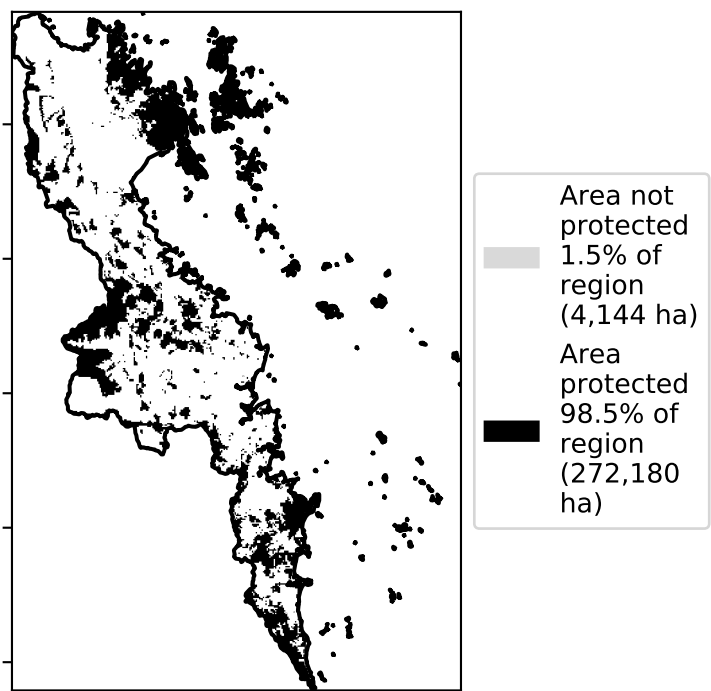 Area not
protected
1.5% of
region
(4,144 ha)
Area
protected
98.5% of
region
(272,180
ha)